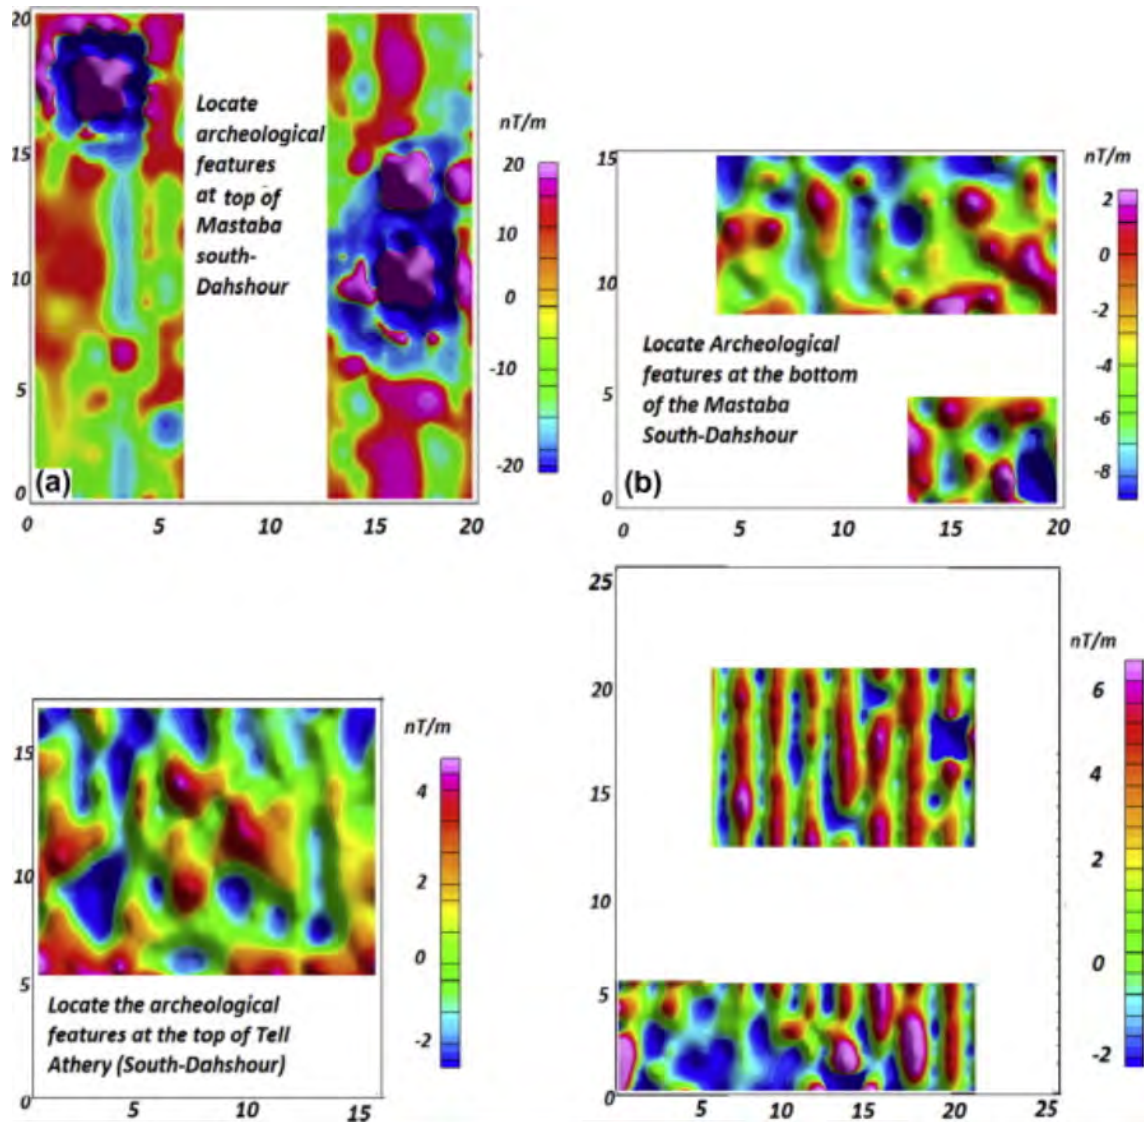 20
15
10
5
0
(a)
0
5
10
15
20
Locate
archeological
features
at top of
Mastaba
south-
Dahshour
nT/m
20
10
0
-10
-20
15
10
5
0
(b)
0
5
10
15
20
Locate Archeological
features at the bottom
of the Mastaba
South-Dahshour
nT/m
2
0
-2
-4
-6
-8
15
10
5
0
5
10
15
Locate the archeological
features at the top of Tell
Athery (South-Dahshour)
nT/m
4
2
0
-2
25
20
15
10
5
0
5
10
15
20
25
nT/m
6
4
2
0
-2